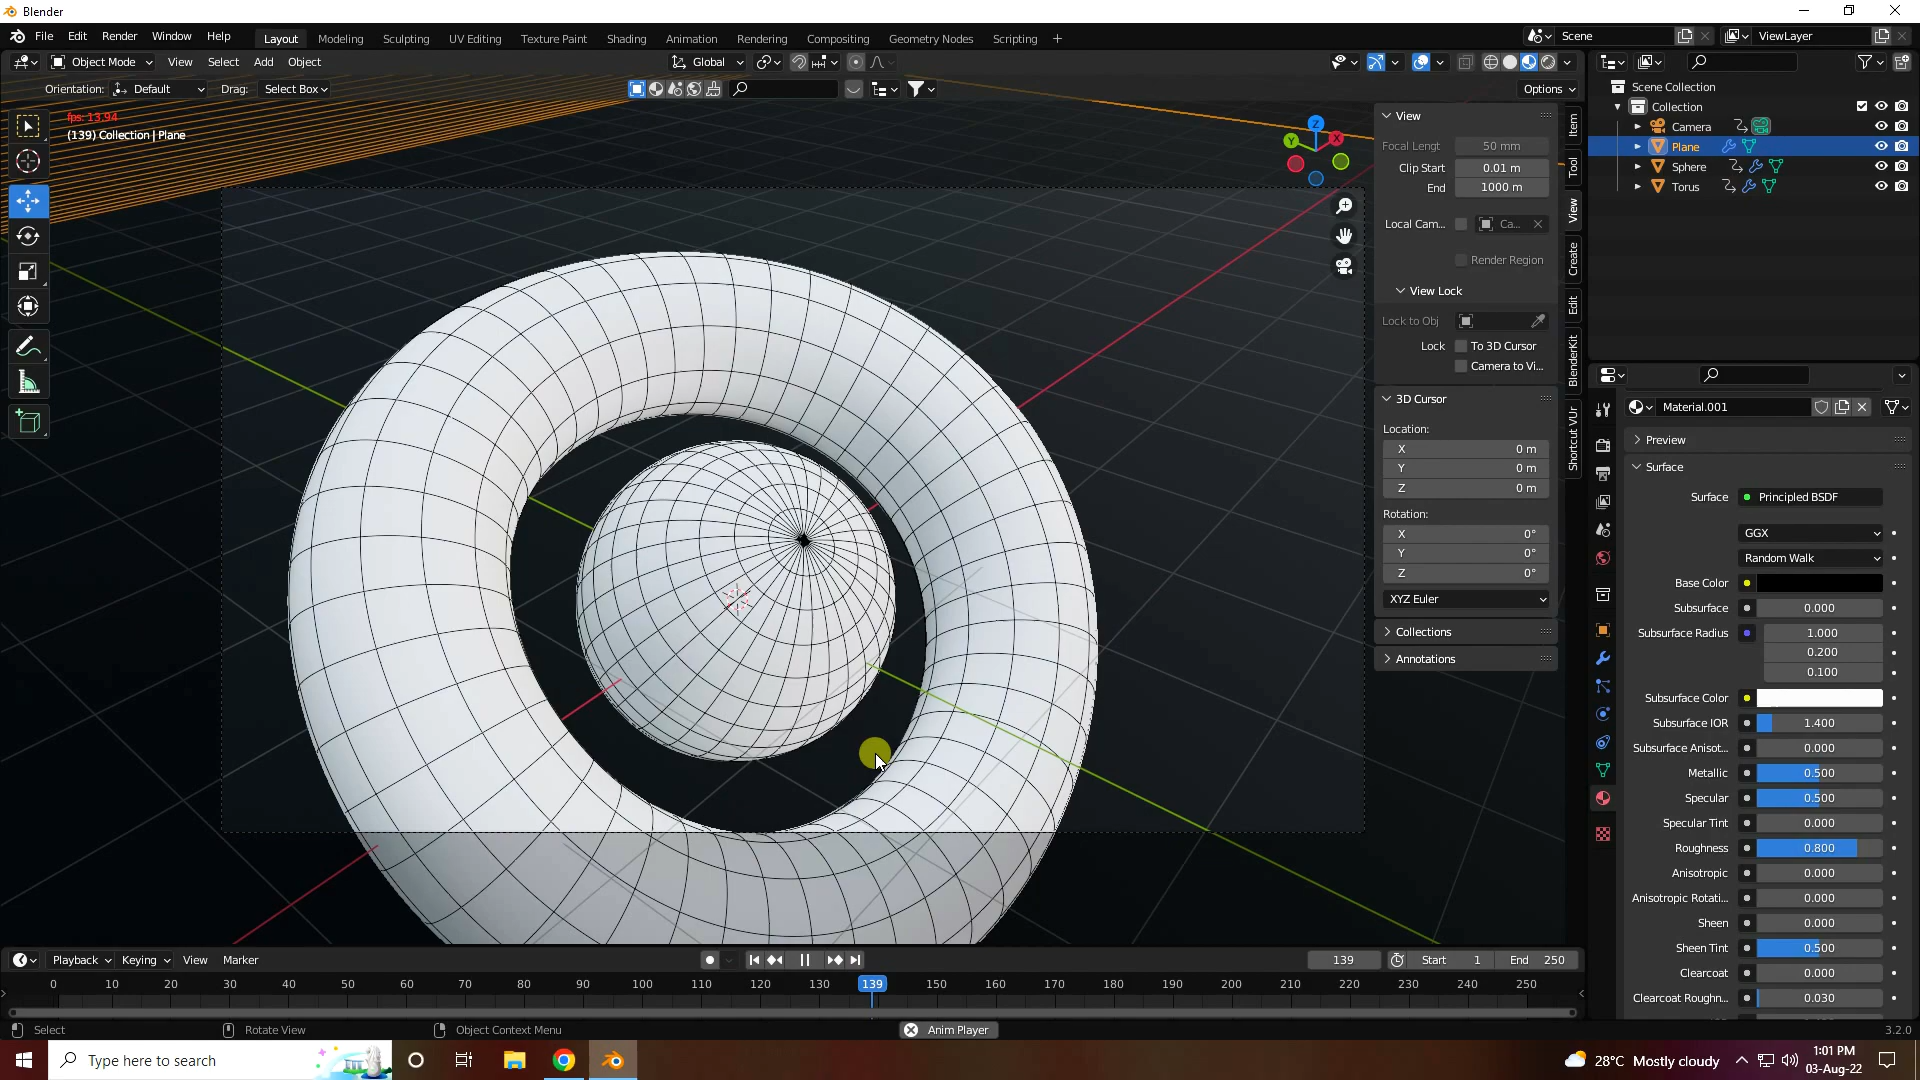 Blender
File Edit Render Window Help Layout Modeling Sculpting UV Editing Texture Paint Shading Animation Rendering Compositing Geometry Nodes Scripting + Scene ViewLayer
Object Mode View Select Add Object Global
Orientation: Default Drag: Select Box Options
fps: 13.94
(139) Collection | Plane
Z
X
Y
View
Focal Lengt 50 mm
Clip Start 0.01 m
End 1000 m
Local Cam... Ca...
Render Region
View Lock
Lock to Obj
Lock To 3D Cursor
Camera to Vi...
3D Cursor
Location:
X 0 m
Y 0 m
Z 0 m
Rotation:
X 0°
Y 0°
Z 0°
XYZ Euler
Collections
Annotations
Item
Tool
View
Create
Edit
BlenderKit
Shortcut VUr
Scene Collection
Collection
Camera
Plane
Sphere
Torus
Material.001
Preview
Surface
Surface Principled BSDF
GGX
Random Walk
Base Color
Subsurface 0.000
Subsurface Radius 1.000
0.200
0.100
Subsurface Color
Subsurface IOR 1.400
Subsurface Anisot... 0.000
Metallic 0.500
Specular 0.500
Specular Tint 0.000
Roughness 0.800
Anisotropic 0.000
Anisotropic Rotati... 0.000
Sheen 0.000
Sheen Tint 0.500
Clearcoat 0.000
Clearcoat Roughn... 0.030
Playback Keying View Marker 139 Start 1 End 250
0 10 20 30 40 50 60 70 80 90 100 110 120 130 139 150 160 170 180 190 200 210 220 230 240 250
Select Rotate View Object Context Menu Anim Player 3.2.0
Type here to search 28°C Mostly cloudy 1:01 PM
03-Aug-22